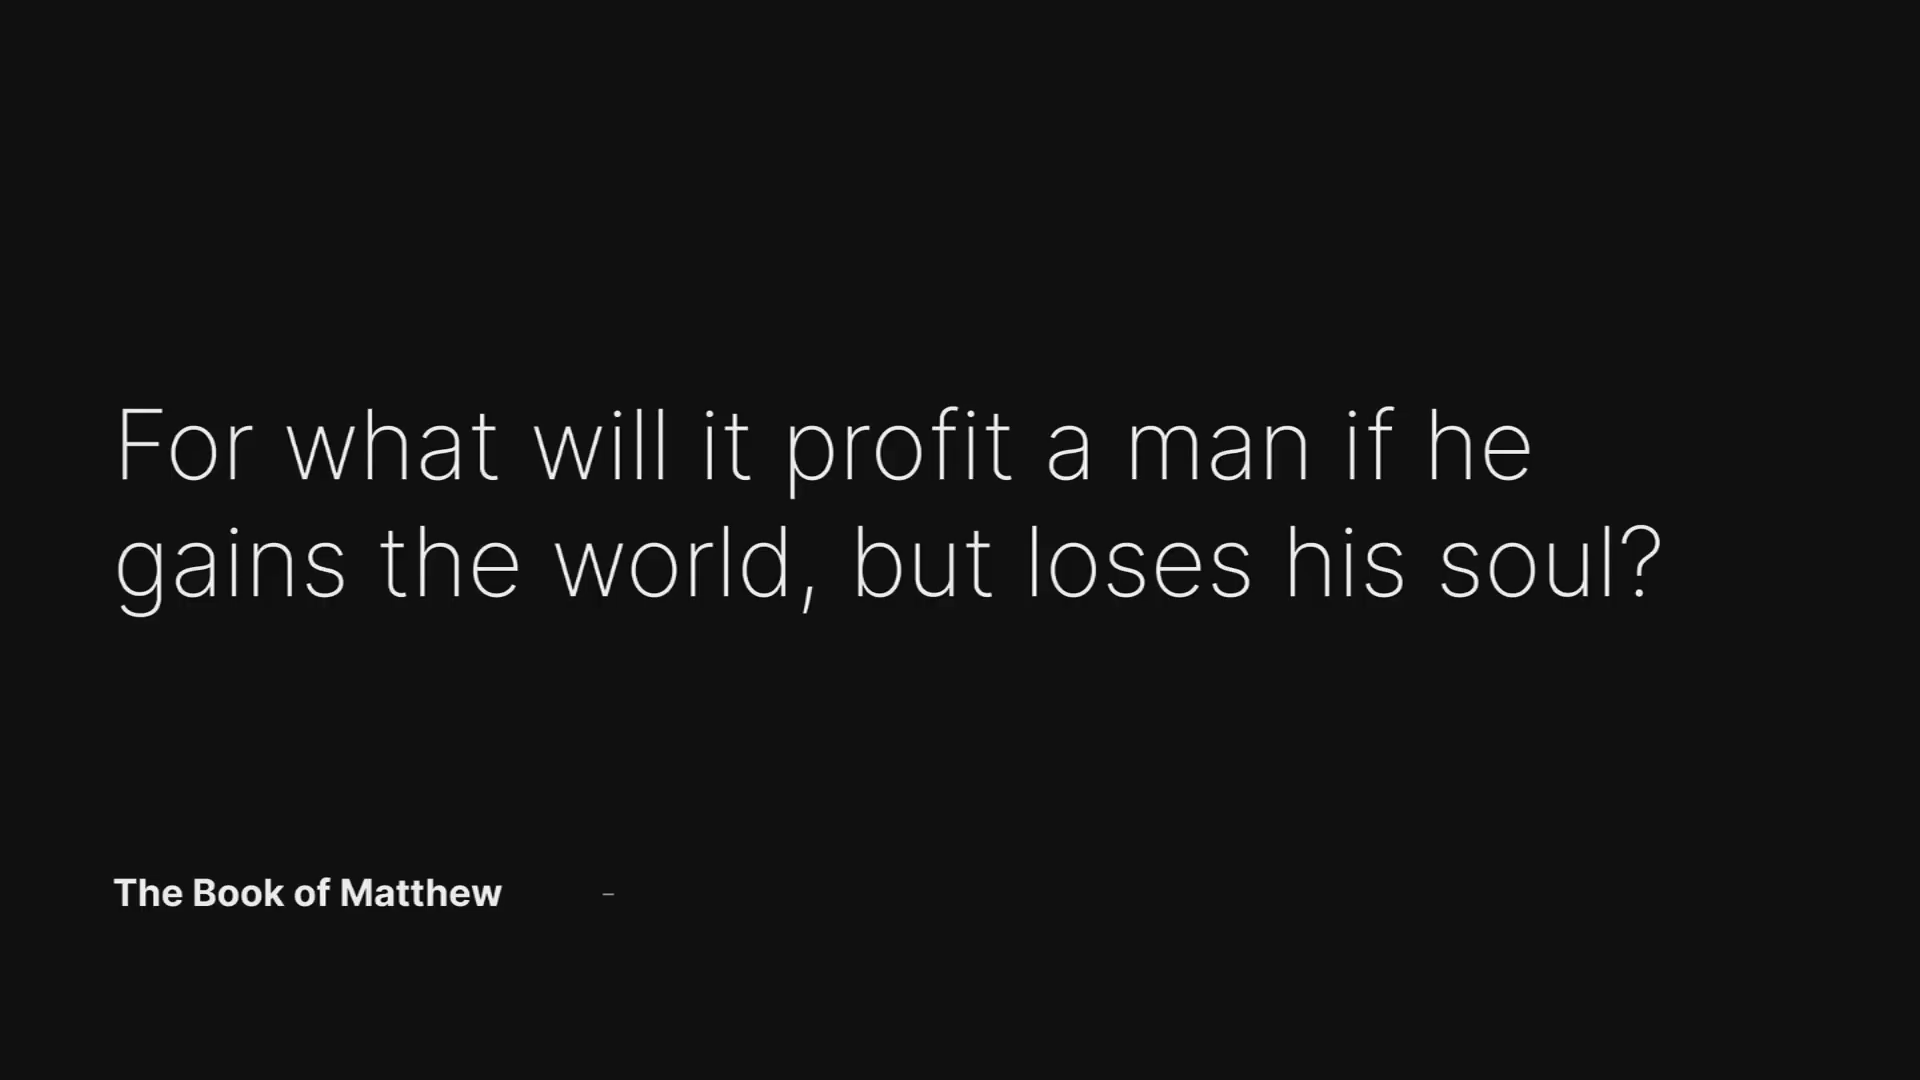 For what will it profit a man if he
gains the world, but loses his soul?
The Book of Matthew -